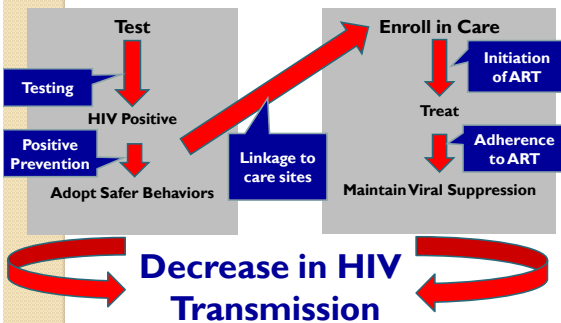 Test
Testing
HIV Positive
Positive
Prevention
Adopt Safer Behaviors
Linkage to
care sites
Enroll in Care
Initiation
of ART
Treat
Adherence
to ART
Maintain Viral Suppression
Decrease in HIV
Transmission